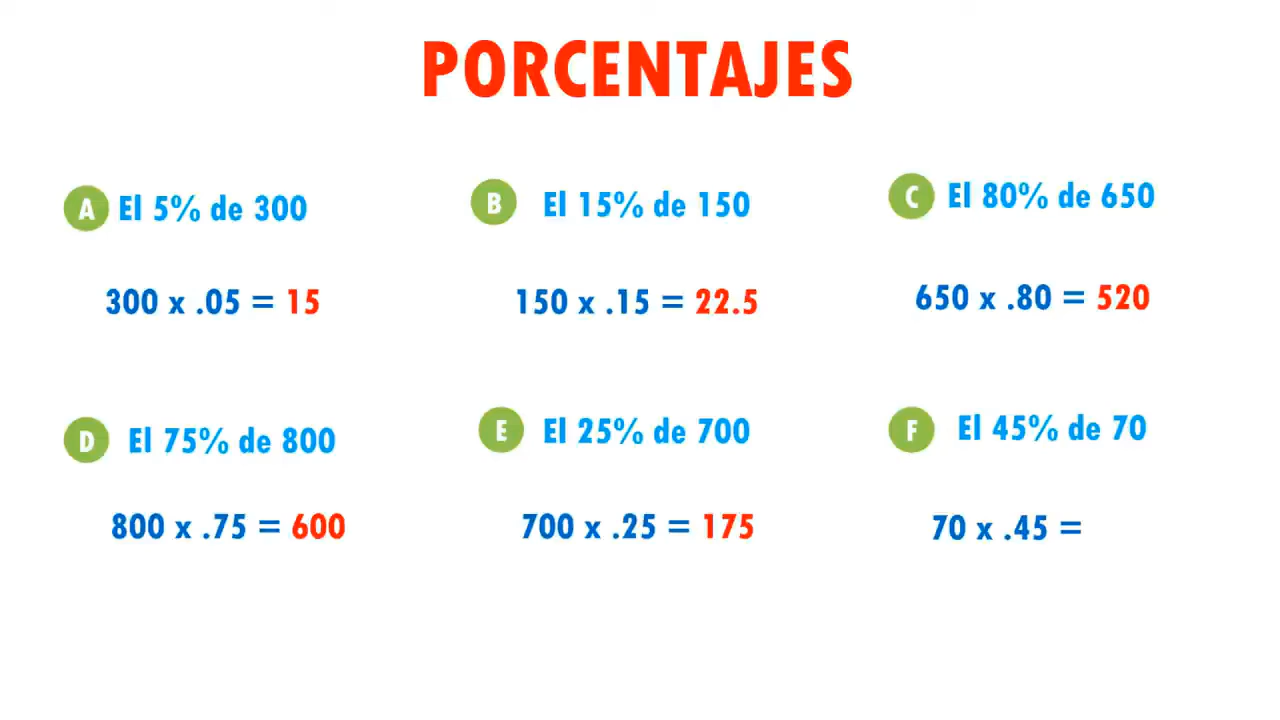 PORCENTAJES
A El 5% de 300
300 x .05 = 15
B El 15% de 150
150 x .15 = 22.5
C El 80% de 650
650 x .80 = 520
D El 75% de 800
800 x .75 = 600
E El 25% de 700
700 x .25 = 175
F El 45% de 70
70 x .45 =